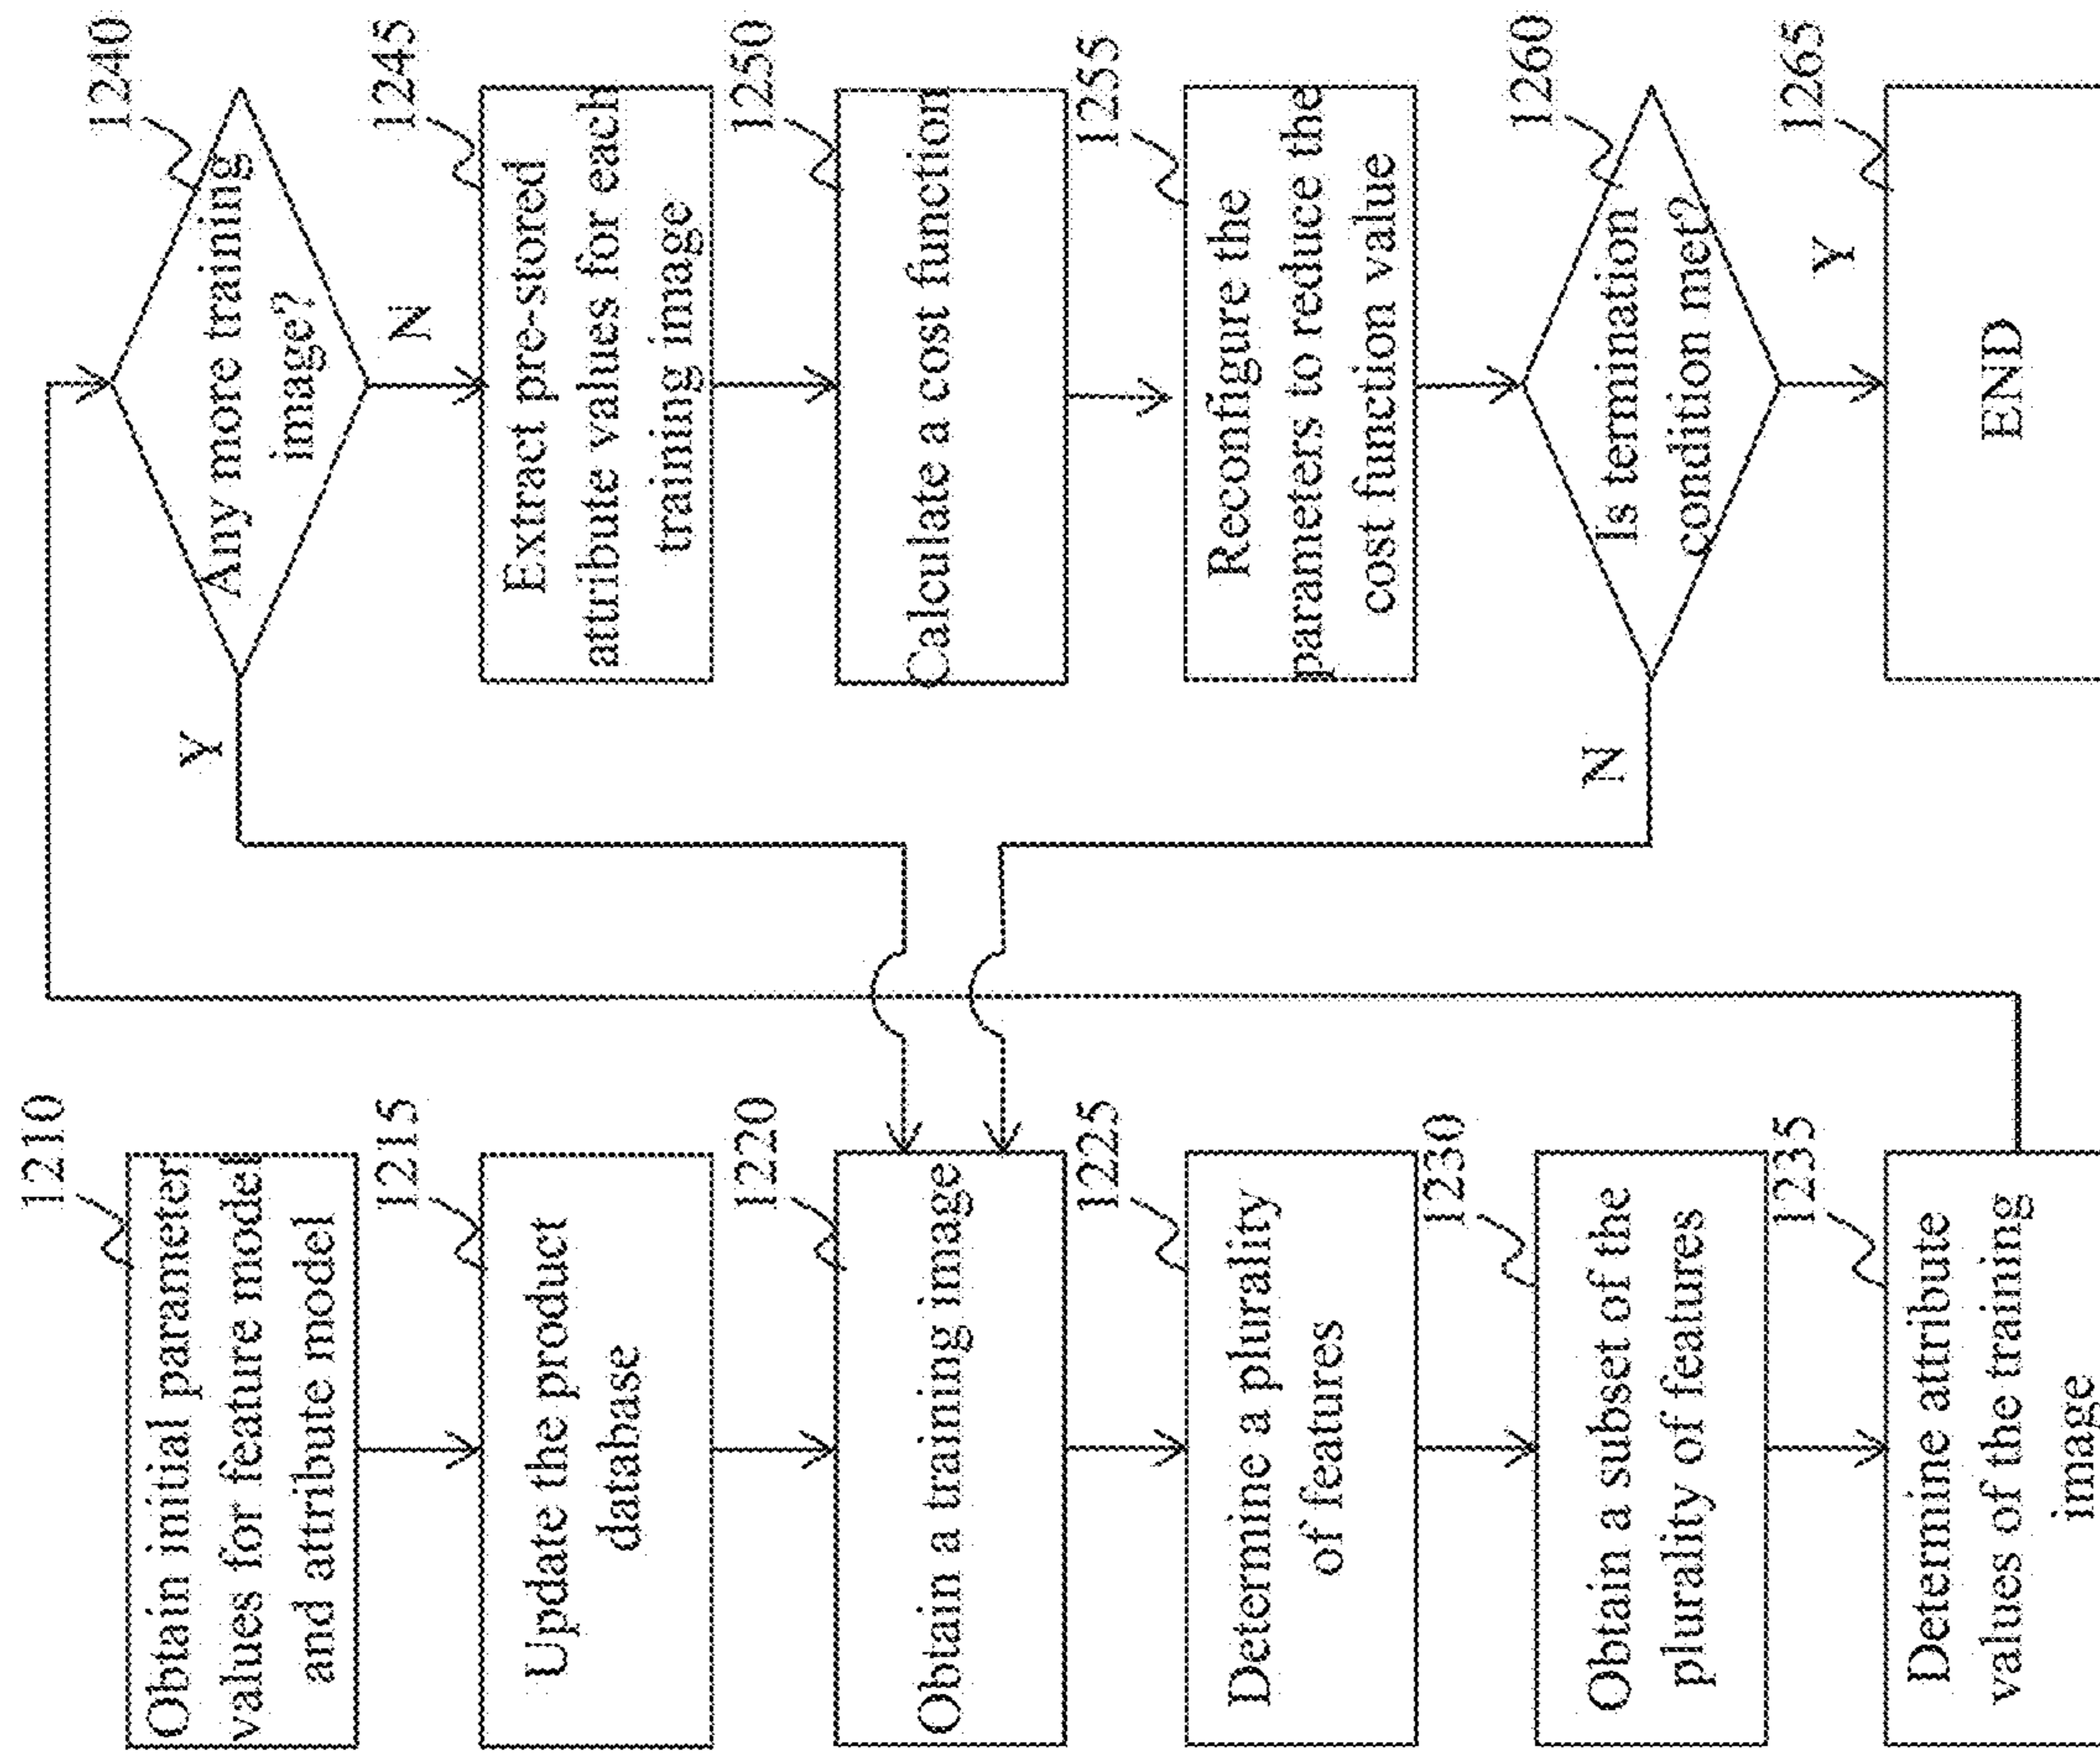 1210
Obtain initial parameter
values for feature model
and attribute model
1215
Update the product
database
1220
Obtain a training image
1225
Determine a plurality
of features
1230
Obtain a subset of the
plurality of features
1235
Determine attribute
values of the training
image
1240
Any more training
image?
Y
N
1245
Extract pre-stored
attribute values for each
training image
1250
Calculate a cost function
1255
Reconfigure the
parameters to reduce the
cost function value
1260
Is termination
condition met?
N
Y
1265
END